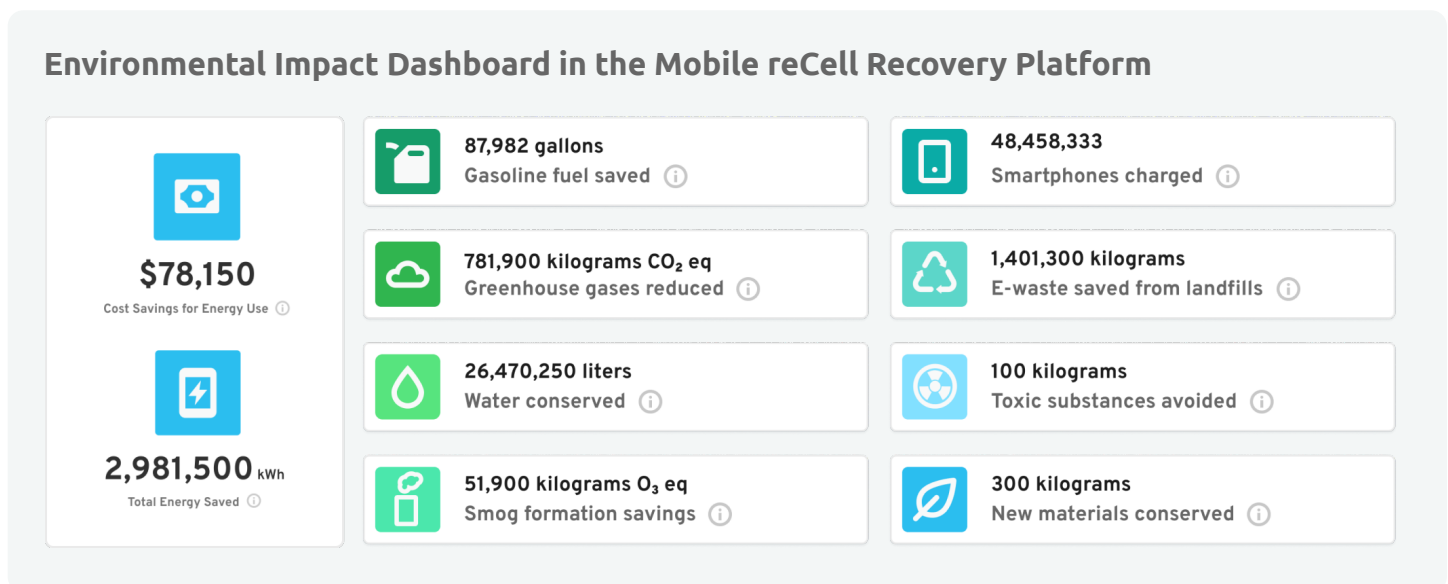 Environmental Impact Dashboard in the Mobile reCell Recovery Platform
$78,150
Cost Savings for Energy Use
2,981,500 kWh
Total Energy Saved
87,982 gallons
Gasoline fuel saved
781,900 kilograms CO₂ eq
Greenhouse gases reduced
26,470,250 liters
Water conserved
51,900 kilograms O₃ eq
Smog formation savings
48,458,333
Smartphones charged
1,401,300 kilograms
E-waste saved from landfills
100 kilograms
Toxic substances avoided
300 kilograms
New materials conserved